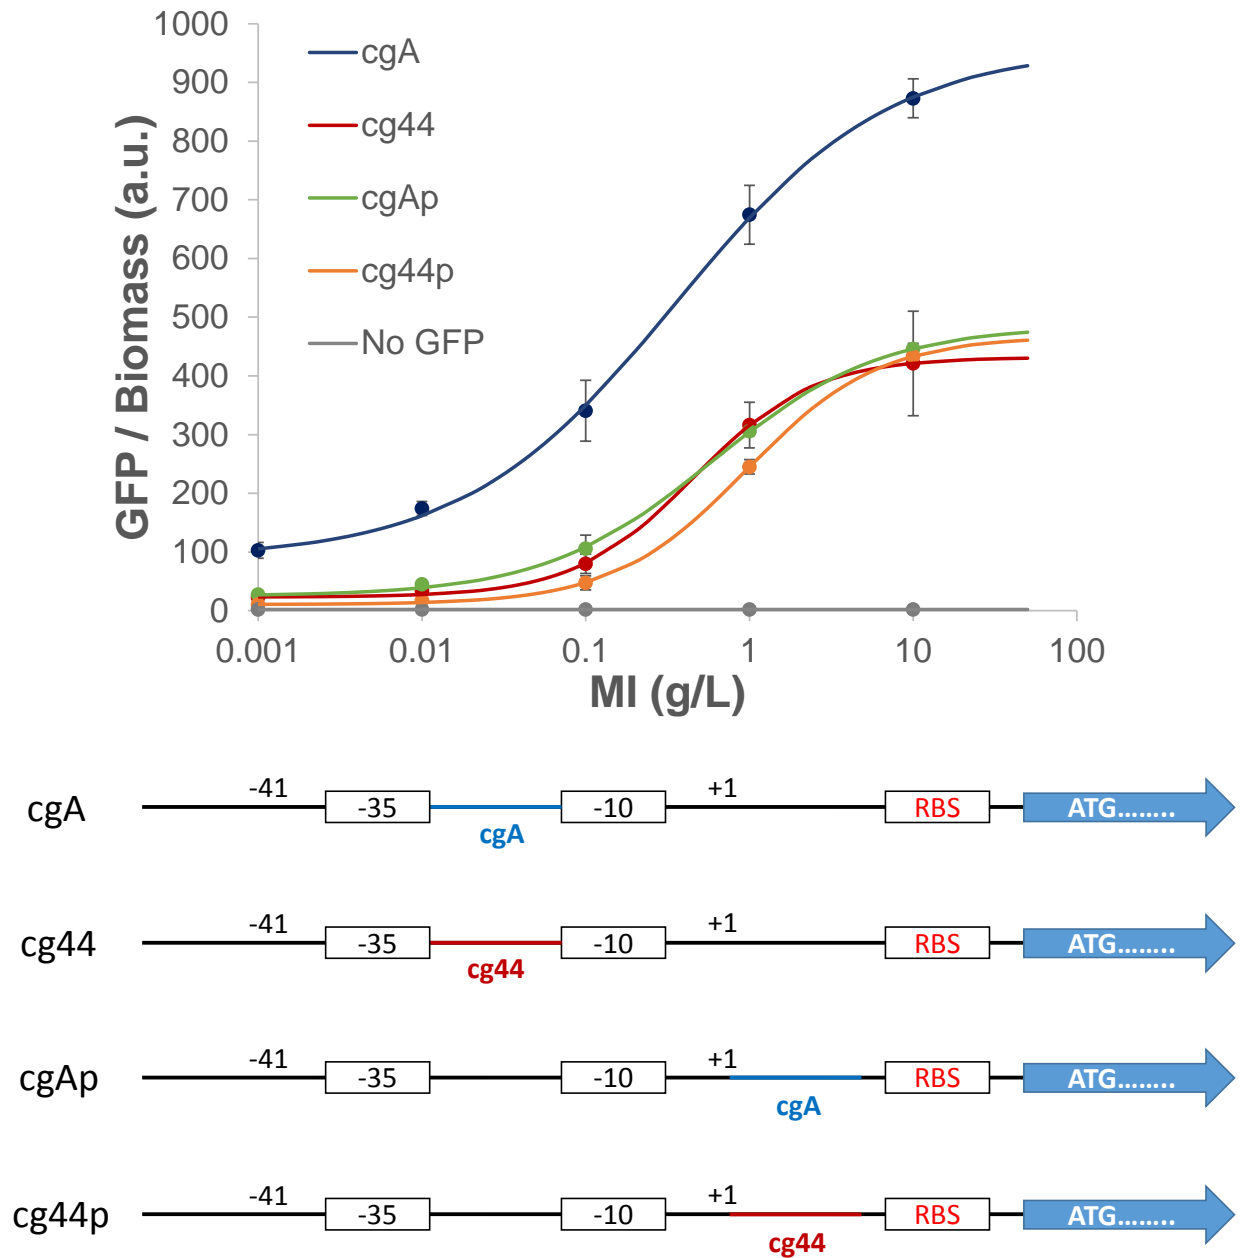 GFP / Biomass (a.u.)
1000
900
800
700
600
500
400
300
200
100
0
cgA
cg44
cgAp
cg44p
No GFP
0.001 0.01 0.1 1 10 100
MI (g/L)
cgA -41 -35 cgA -10 +1 RBS ATG........
cg44 -41 -35 cg44 -10 +1 RBS ATG........
cgAp -41 -35 -10 +1 cgA RBS ATG........
cg44p -41 -35 -10 +1 cg44 RBS ATG........